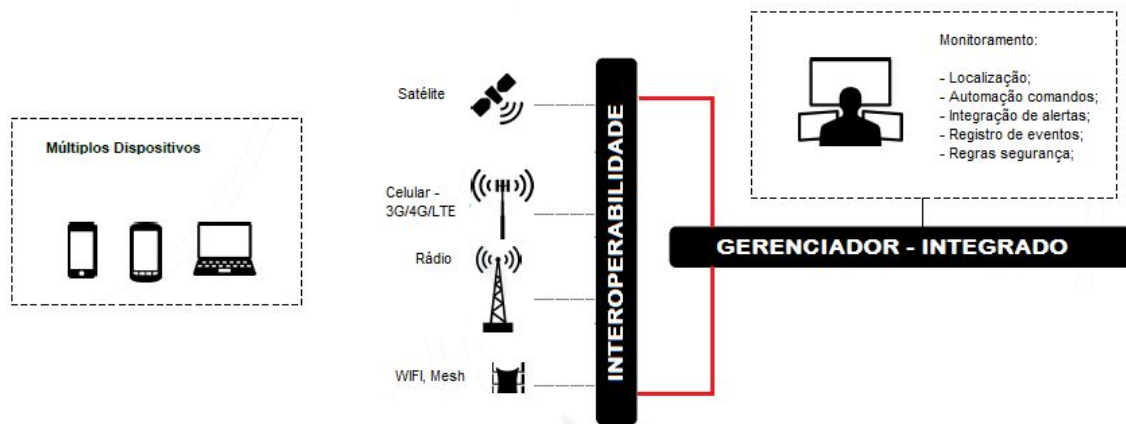 Múltiplos Dispositivos
Satélite
Celular -
3G/4G/LTE
Rádio
WIFI, Mesh
INTEROPERABILIDADE
Monitoramento:
- Localização;
- Automação comandos;
- Integração de alertas;
- Registro de eventos;
- Regras segurança;
GERENCIADOR - INTEGRADO